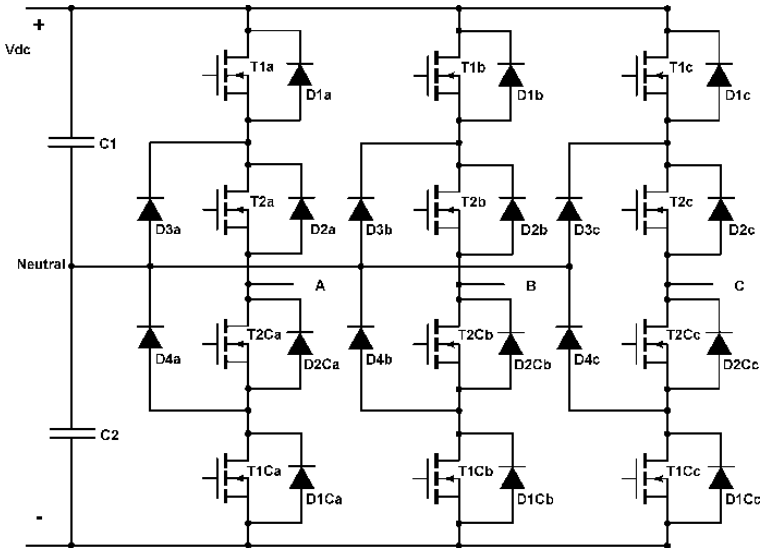 +
Vdc
T1a
D1a
T1b
D1b
T1c
D1c
C1
T2a
D3a
D2a
T2b
D3b
D2b
T2c
D3c
D2c
Neutral
A
B
C
T2Ca
D4a
D2Ca
T2Cb
D4b
D2Cb
T2Cc
D4c
D2Cc
C2
T1Ca
D1Ca
T1Cb
D1Cb
T1Cc
D1Cc
-